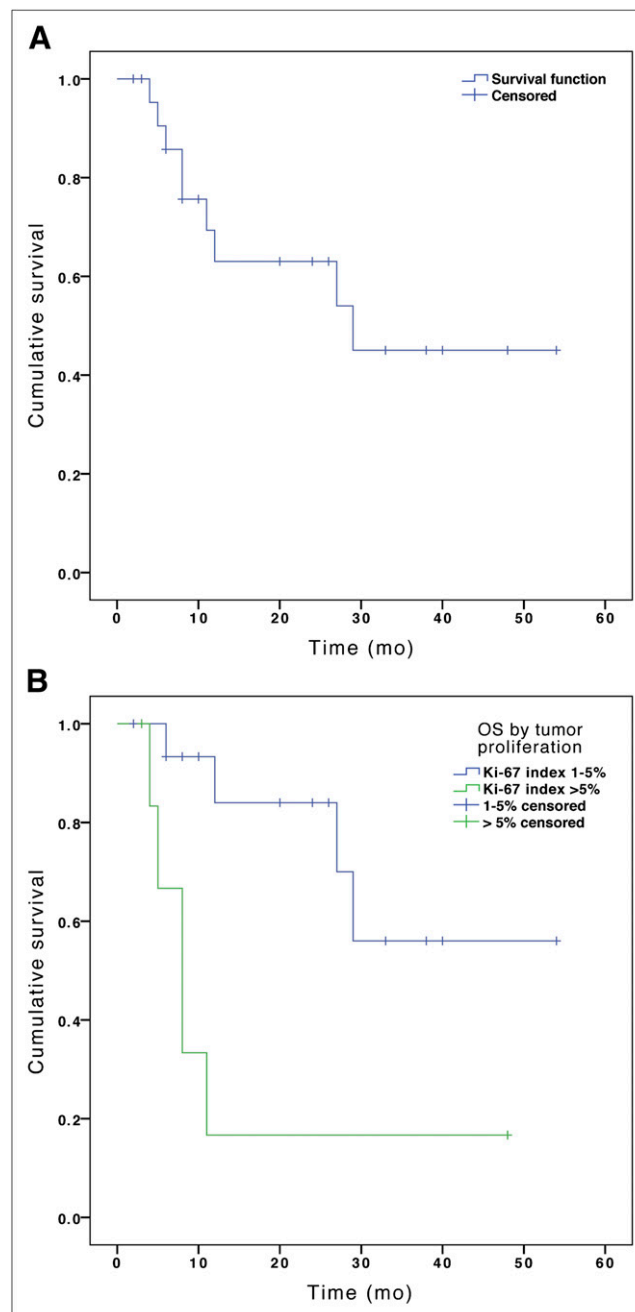 A
1.0
0.8
0.6
0.4
0.2
0.0
Cumulative survival
Survival function
Censored
0 10 20 30 40 50 60
Time (mo)
B
1.0
0.8
0.6
0.4
0.2
0.0
Cumulative survival
OS by tumor
proliferation
Ki-67 index 1-5%
Ki-67 index >5%
1-5% censored
> 5% censored
0 10 20 30 40 50 60
Time (mo)